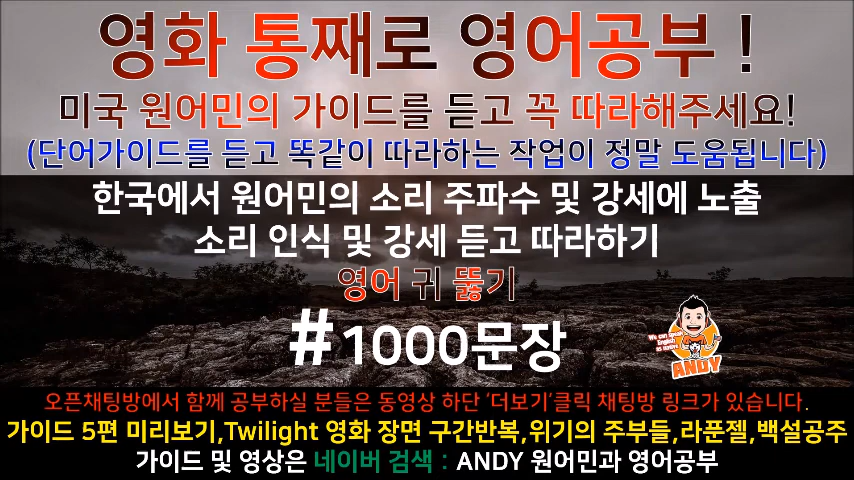 영화 통째로 영어공부 !
미국 원어민의 가이드를 듣고 꼭 따라해주세요!
(단어가이드를 듣고 똑같이 따라하는 작업이 정말 도움됩니다)
한국에서 원어민의 소리 주파수 및 강세에 노출
소리 인식 및 강세 듣고 따라하기
영어 귀 뚫기
#1000문장
We can speak
English
as native
ANDY
오픈채팅방에서 함께 공부하실 분들은 동영상 하단 '더보기'클릭 채팅방 링크가 있습니다.
가이드 5편 미리보기,Twilight 영화 장면 구간반복,위기의 주부들,라푼젤,백설공주
가이드 및 영상은 네이버 검색 : ANDY 원어민과 영어공부